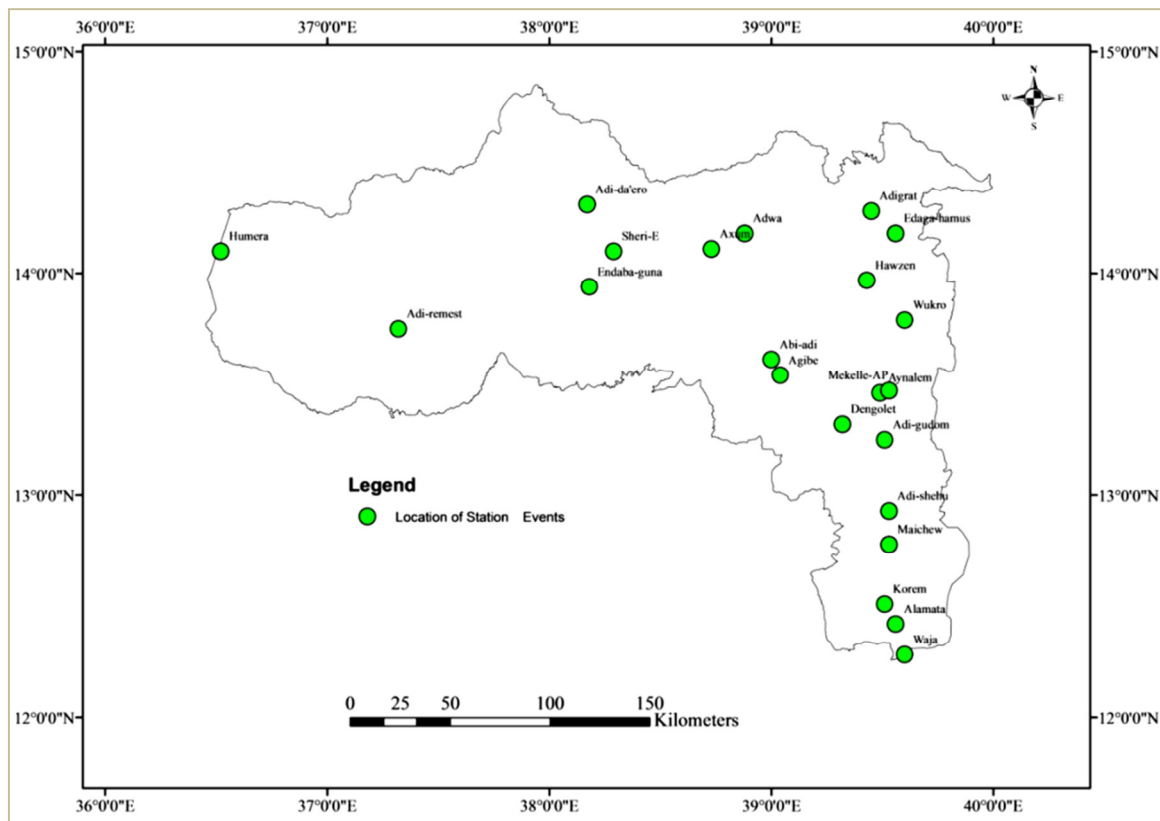 36°0'0"E 37°0'0"E 38°0'0"E 39°0'0"E 40°0'0"E
15°0'0"N 15°0'0"N
N
W E
S
Adi-da'ero
Adigrat
Adwa
Edaga-hamus
Humera
Sheri-E
Axum
14°0'0"N 14°0'0"N
Hawzen
Endaba-guna
Adi-remest
Wukro
Abi-adi
Agibe
Mekelle-AP
Aynalem
Dengolet
Adi-gudom
13°0'0"N 13°0'0"N
Legend
Adi-shehu
Location of Station Events
Maichew
Korem
Alamata
Waja
0 25 50 100 150
Kilometers
12°0'0"N 12°0'0"N
36°0'0"E 37°0'0"E 38°0'0"E 39°0'0"E 40°0'0"E